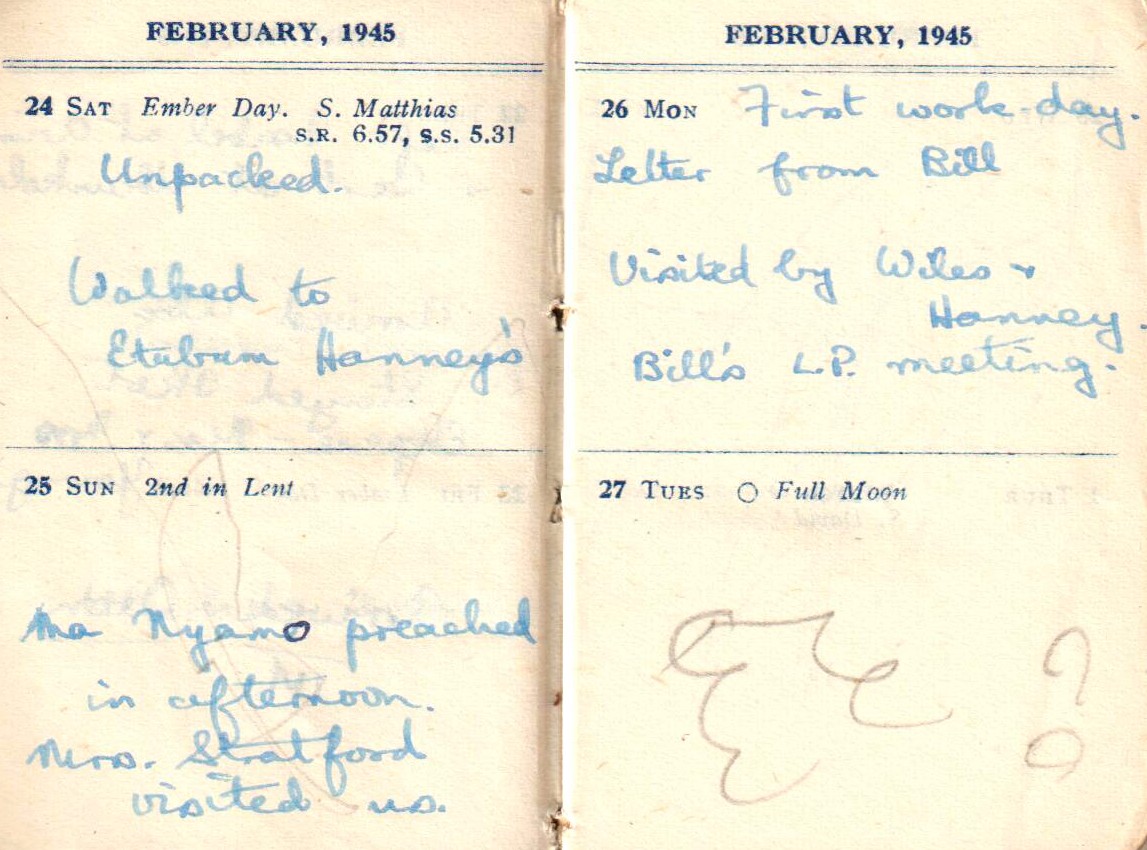 FEBRUARY, 1945
24 SAT Ember Day. S. Matthias
S.R. 6.57, S.S. 5.31
Unpacked.
Walked to
Etubum Hanney's
25 SUN 2nd in Lent
Ma Nyamo preached
in afternoon.
Mrs. Stratford
visited us.
FEBRUARY, 1945
26 MON First work-day.
Letter from Bill
Visited by Wiles &
Hanney.
Bill's L.P. meeting.
27 TUES Full Moon